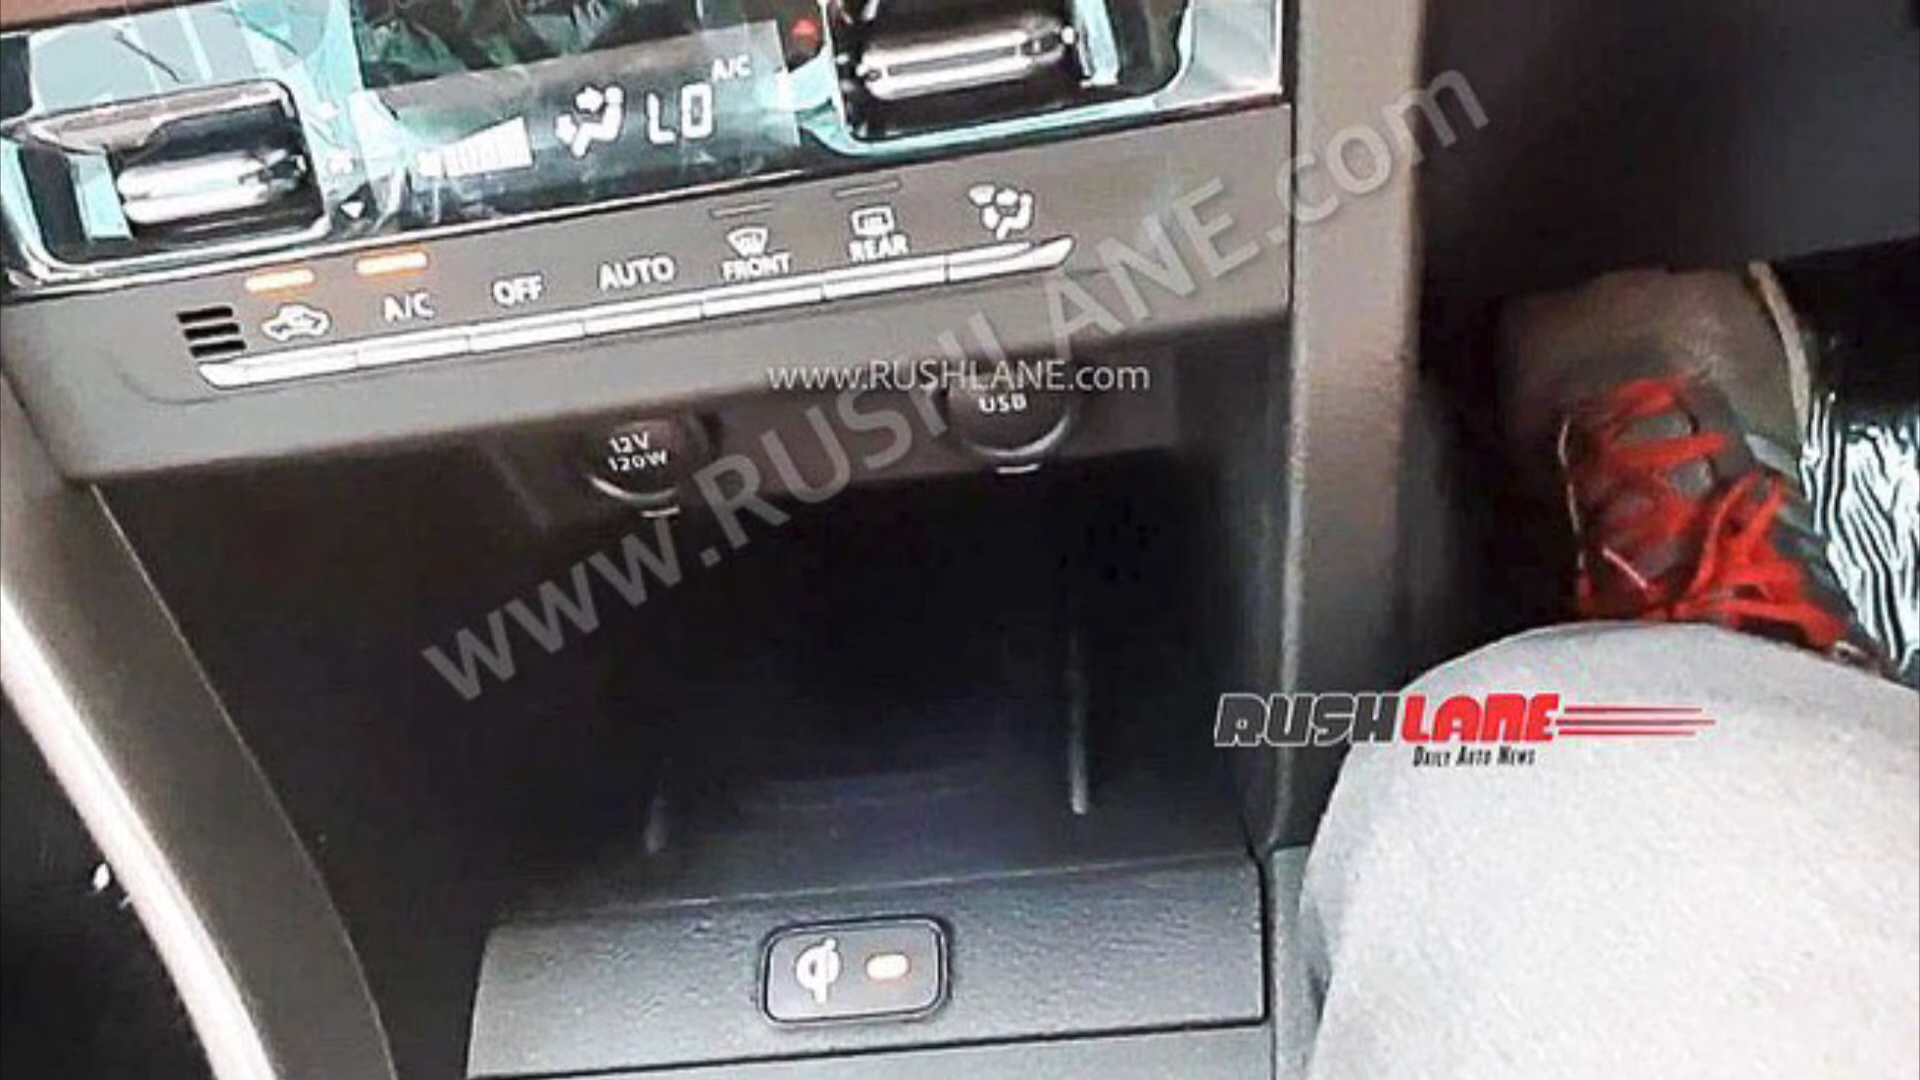 A/C
LO
A/C
OFF
AUTO
FRONT
REAR
www.RUSHLANE.com
www.RUSHLANE.com
12V
120W
USB
RUSHLANE
DAILY AUTO NEWS